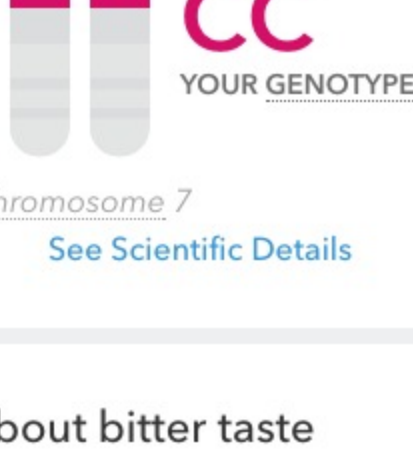 CC
YOUR GENOTYPE
hromosome 7
See Scientific Details
bout bitter taste